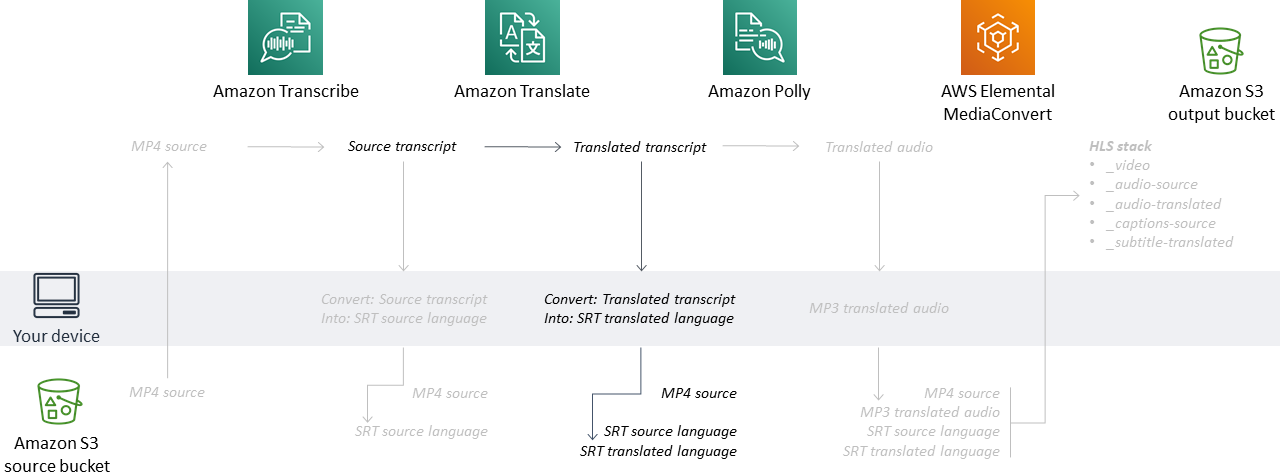 Amazon Transcribe
Amazon Translate
Amazon Polly
AWS Elemental
MediaConvert
Amazon S3
output bucket
MP4 source
Source transcript
Translated transcript
Translated audio
HLS stack
• _video
• _audio-source
• _audio-translated
• _captions-source
• _subtitle-translated
Your device
Convert: Source transcript
Into: SRT source language
Convert: Translated transcript
Into: SRT translated language
MP3 translated audio
Amazon S3
source bucket
MP4 source
MP4 source
SRT source language
MP4 source
SRT source language
SRT translated language
MP4 source
MP3 translated audio
SRT source language
SRT translated language